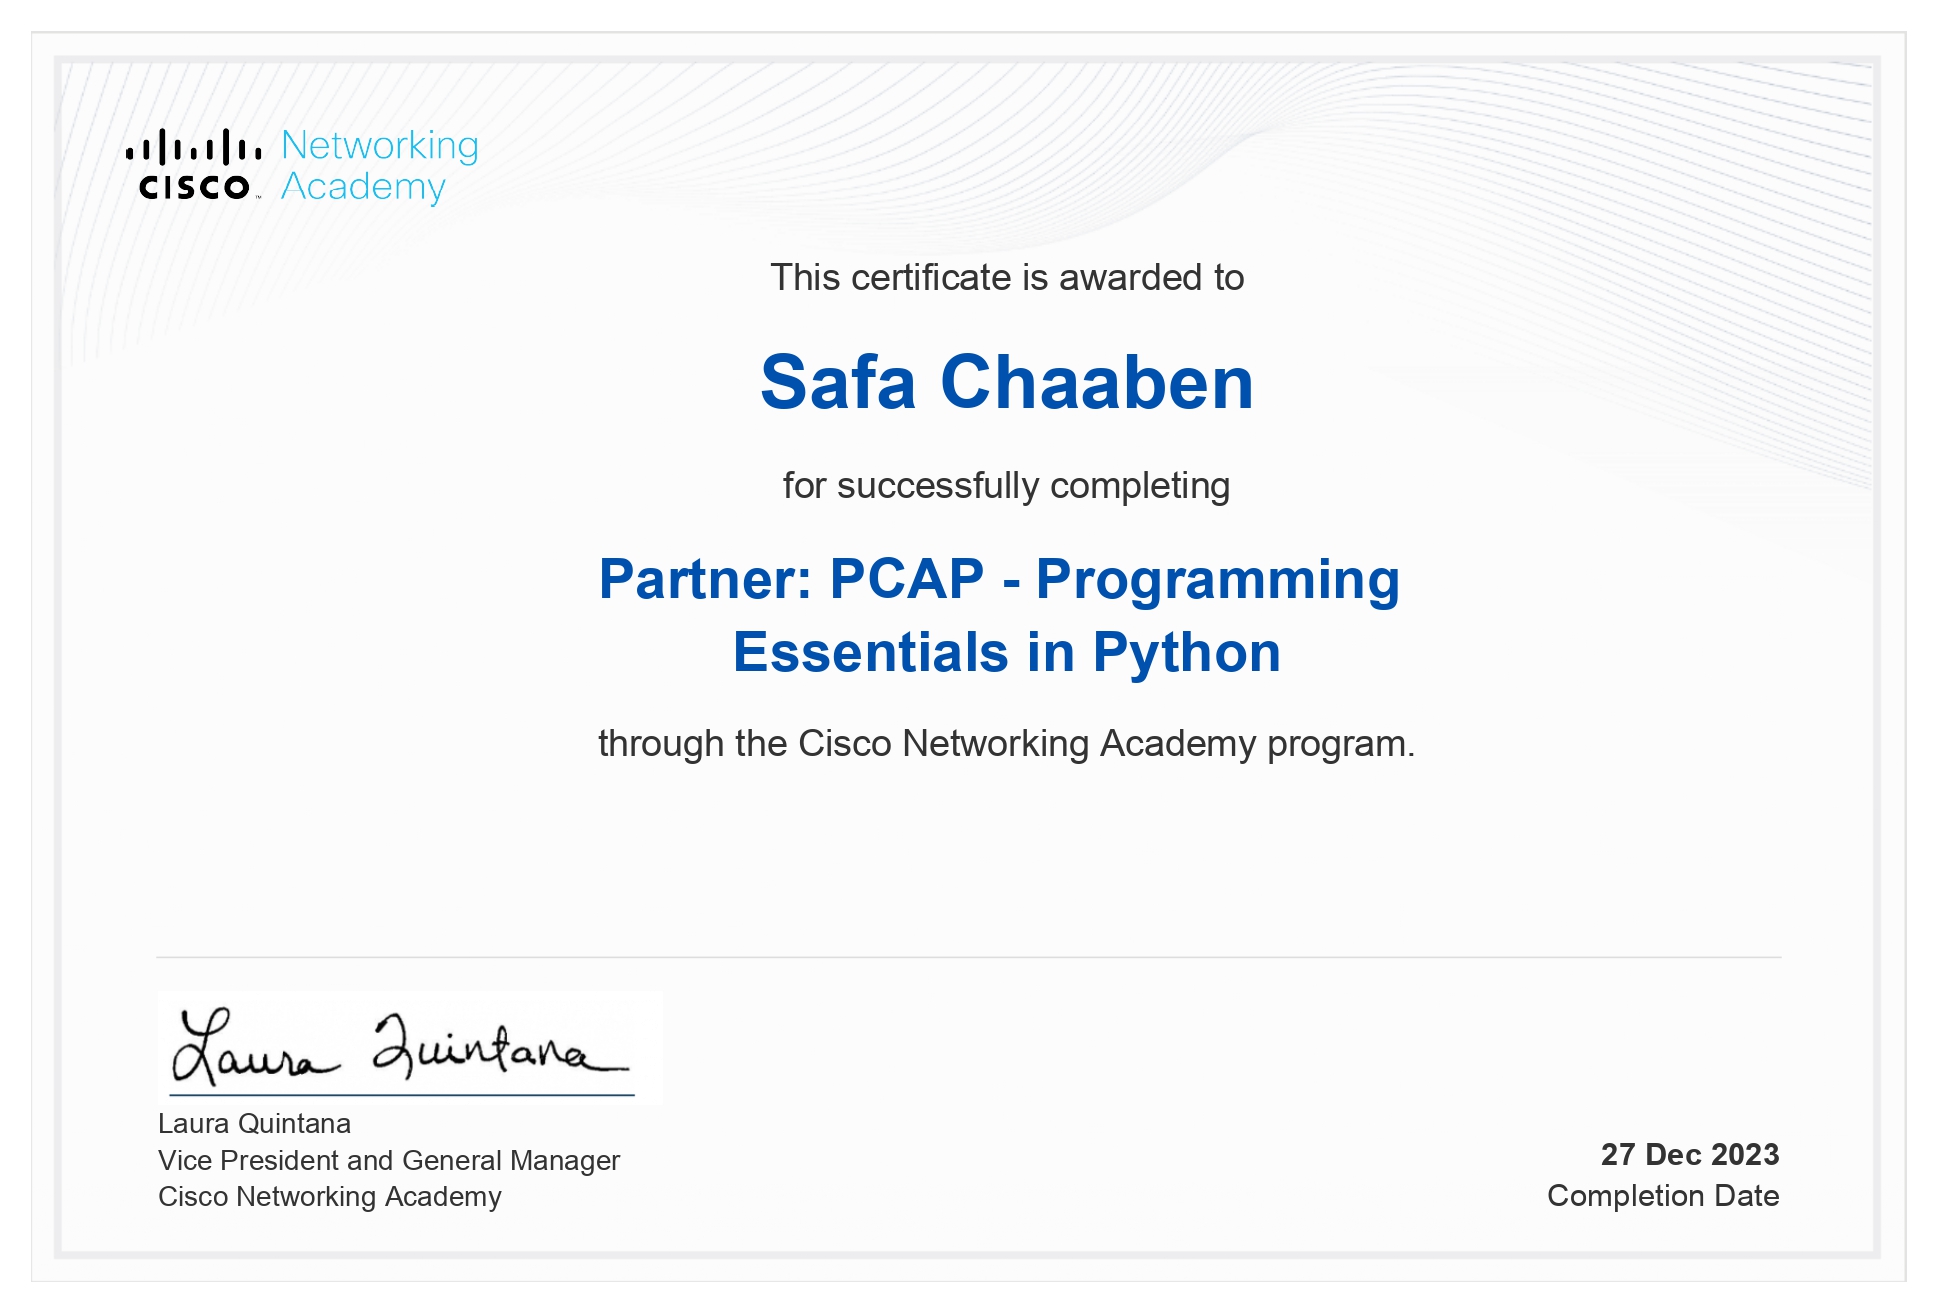 Networking
CISCO™ Academy
This certificate is awarded to
Safa Chaaben
for successfully completing
Partner: PCAP - Programming
Essentials in Python
through the Cisco Networking Academy program.
Laura Quintana
Laura Quintana
Vice President and General Manager
Cisco Networking Academy
27 Dec 2023
Completion Date